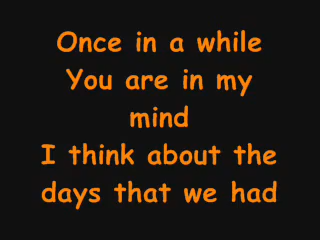 Once in a while
You are in my
mind
I think about the
days that we had